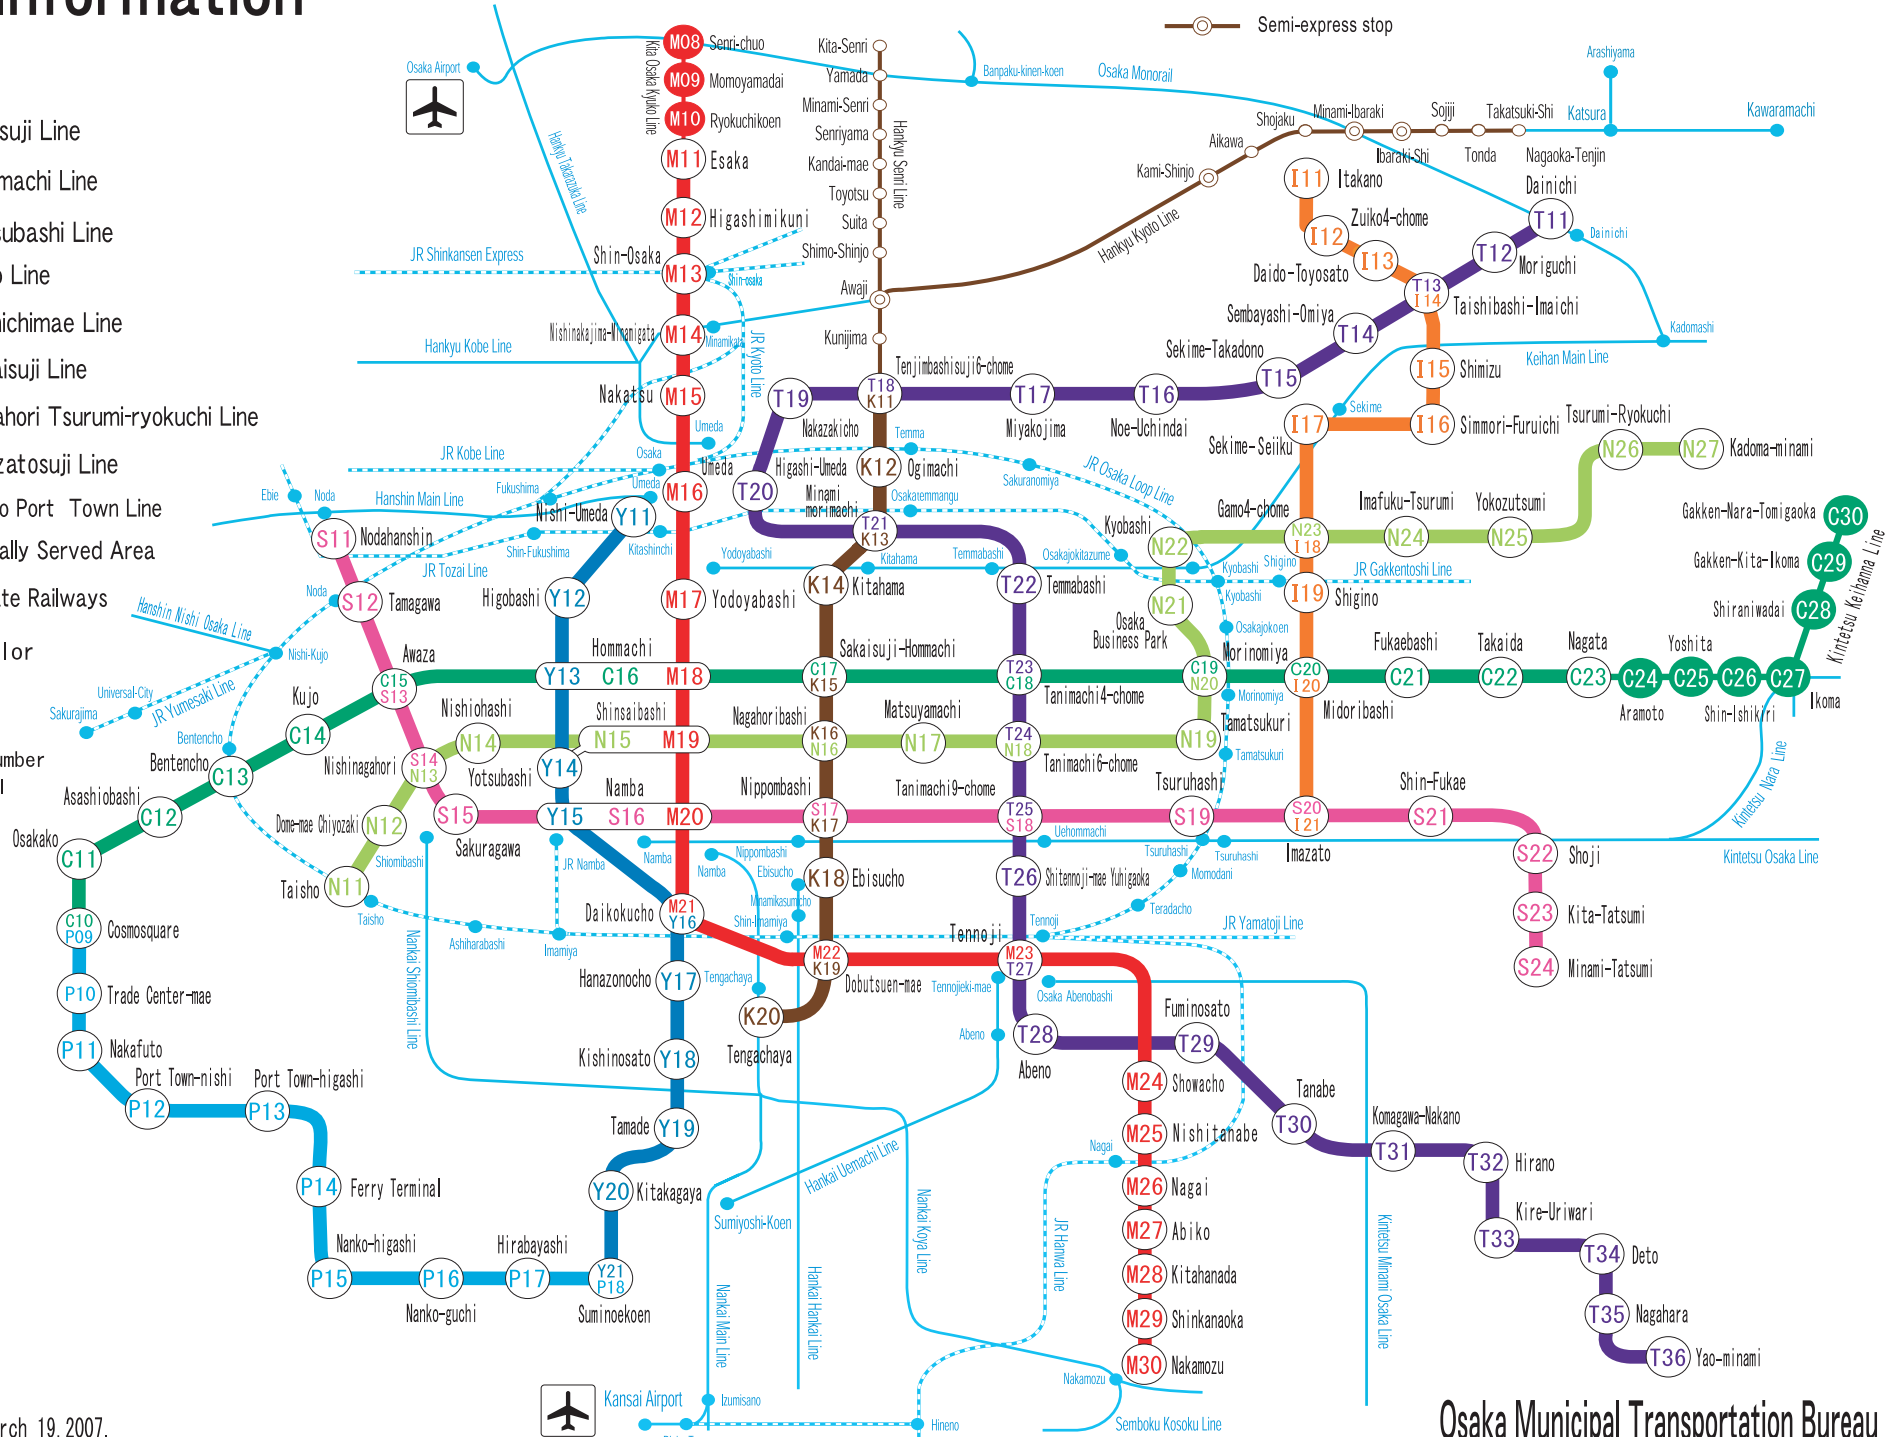 Information
Semi-express stop
suji Line
machi Line
subashi Line
o Line
nichimae Line
aisuji Line
ahori Tsurumi-ryokuchi Line
zatosuji Line
o Port Town Line
ally Served Area
ate Railways
lor
umber
l
rch 19, 2007.
Osaka Municipal Transportation Bureau
Osaka Airport
Kita Osaka Kyuko Line
M08 Senri-chuo
M09 Momoyamadai
M10 Ryokuchikoen
M11 Esaka
M12 Higashimikuni
Shin-Osaka M13
Shin-osaka
Nishinakajima-Minamigata M14
Minamikata
Nakatsu M15
Umeda M16
M17 Yodoyabashi
Hommachi
Y13 C16 M18
Shinsaibashi
N15 M19
Namba
Y15 S16 M20
Daikokucho M21 Y16
M22 K19 Dobutsuen-mae
Tennoji M23 T27
M24 Showacho
M25 Nishitanabe
M26 Nagai
M27 Abiko
M28 Kitahanada
M29 Shinkanaoka
M30 Nakamozu
Kita-Senri
Yamada
Minami-Senri
Senriyama
Kandai-mae
Toyotsu
Suita
Shimo-Shinjo
Awaji
Kunijima
Hankyu Senri Line
Hankyu Kyoto Line
Kami-Shinjo
Aikawa
Shojaku
Minami-Ibaraki
Ibaraki-Shi
Sojiji
Tonda
Takatsuki-Shi
Nagaoka-Tenjin
Katsura
Arashiyama
Kawaramachi
Banpaku-kinen-koen
Osaka Monorail
Hankyu Takarazuka Line
JR Shinkansen Express
Hankyu Kobe Line
JR Kyoto Line
JR Kobe Line
Hanshin Main Line
JR Tozai Line
Hanshin Nishi Osaka Line
JR Yumesaki Line
JR Osaka Loop Line
Keihan Main Line
JR Gakkentoshi Line
I11 Itakano
I12 Zuiko4-chome
Daido-Toyosato I13
T13 I14 Taishibashi-Imaichi
I15 Shimizu
I16 Simmori-Furuichi
I17 Sekime-Seiiku
Gamo4-chome N23 I18
I19 Shigino
C20 I20 Midoribashi
S20 I21 Imazato
Dainichi T11
Dainichi
T12 Moriguchi
Sembayashi-Omiya T14
Sekime-Takadono T15
T16 Noe-Uchindai
T17 Miyakojima
Tenjimbashisuji6-chome T18 K11
T19 Nakazakicho
T20 Higashi-Umeda
Minami morimachi T21 K13
T22 Temmabashi
T23 C18 Tanimachi4-chome
T24 N18 Tanimachi6-chome
Tanimachi9-chome T25 S18
T26 Shitennoji-mae Yuhigaoka
T28 Abeno
Fuminosato T29
Tanabe T30
Komagawa-Nakano T31
T32 Hirano
Kire-Uriwari T33
T34 Deto
T35 Nagahara
T36 Yao-minami
K12 Ogimachi
K14 Kitahama
Sakaisuji-Hommachi C17 K15
Nagahoribashi K16 N16
Nippombashi S17 K17
K18 Ebisucho
K20 Tengachaya
Nishi-Umeda Y11
Higobashi Y12
Yotsubashi Y14
Hanazonocho Y17
Kishinosato Y18
Tamade Y19
Y20 Kitakagaya
Y21 P18 Suminoekoen
S11 Nodahanshin
S12 Tamagawa
Awaza C15 S13
Nishinagahori S14 N13
S15 Sakuragawa
Tsuruhashi S19
Shin-Fukae S21
S22 Shoji
S23 Kita-Tatsumi
S24 Minami-Tatsumi
Osakako C11
Asashiobashi C12
Bentencho C13
Kujo C14
Morinomiya C19 N20
Fukaebashi C21
Takaida C22
Nagata C23
C24 Aramoto
Yoshita C25
C26 Shin-Ishikiri
C27 Ikoma
Shiraniwadai C28
Gakken-Kita-Ikoma C29
Gakken-Nara-Tomigaoka C30
Kintetsu Keihanna Line
Taisho N11
Dome-mae Chiyozaki N12
Nishiohashi N14
Matsuyamachi N17
N19 Tamatsukuri
Osaka Business Park N21
Kyobashi N22
Imafuku-Tsurumi N24
Yokozutsumi N25
Tsurumi-Ryokuchi N26
N27 Kadoma-minami
C10 P09 Cosmosquare
P10 Trade Center-mae
P11 Nakafuto
Port Town-nishi P12
Port Town-higashi P13
P14 Ferry Terminal
Nanko-higashi P15
P16 Nanko-guchi
Hirabayashi P17
Kadomashi
Sekime
Umeda
Osaka
Umeda
Fukushima
Shin-Fukushima
Kitashinchi
Ebie
Noda
Noda
Nishi-Kujo
Universal-City
Sakurajima
Bentencho
Temma
Sakuranomiya
Osakatemmangu
Osakajokitazume
Yodoyabashi
Kitahama
Temmabashi
Kyobashi
Kyobashi
Shigino
Osakajokoen
Morinomiya
Tamatsukuri
Tsuruhashi
Tsuruhashi
Momodani
Teradacho
Tennoji
Uehommachi
Nippombashi
Namba
Namba
JR Namba
Shiomibashi
Taisho
Ashiharabashi
Imamiya
Ebisucho
Minamikasumicho
Shin-Imamiya
Tengachaya
Tennojieki-mae
Osaka Abenobashi
Abeno
Nagai
Sumiyoshi-Koen
Nakamozu
Izumisano
Kansai Airport
Hineno
Kintetsu Nara Line
Kintetsu Osaka Line
JR Yamatoji Line
Nankai Shiomibashi Line
Hankai Uemachi Line
Nankai Koya Line
JR Hanwa Line
Kintetsu Minami Osaka Line
Nankai Main Line
Hankai Hankai Line
Semboku Kosoku Line